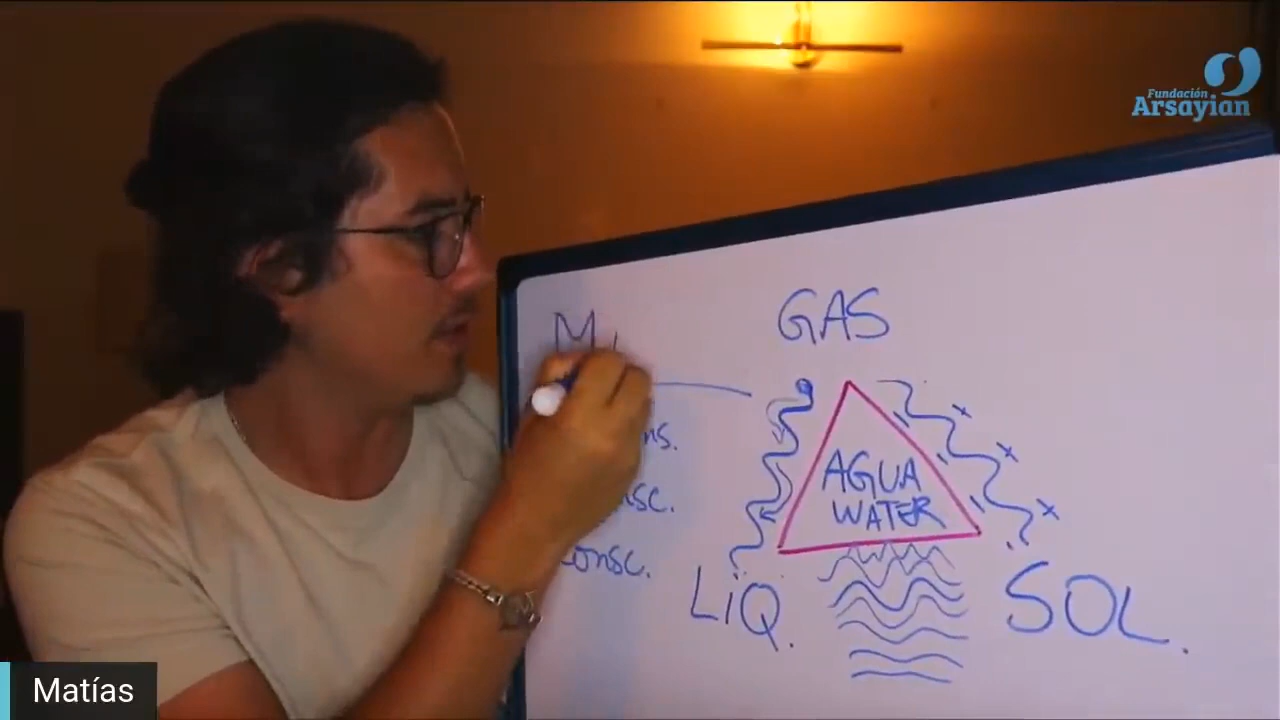 Fundación
Arsayian
GAS
AGUA
WATER
LiQ.
SOL.
Matías